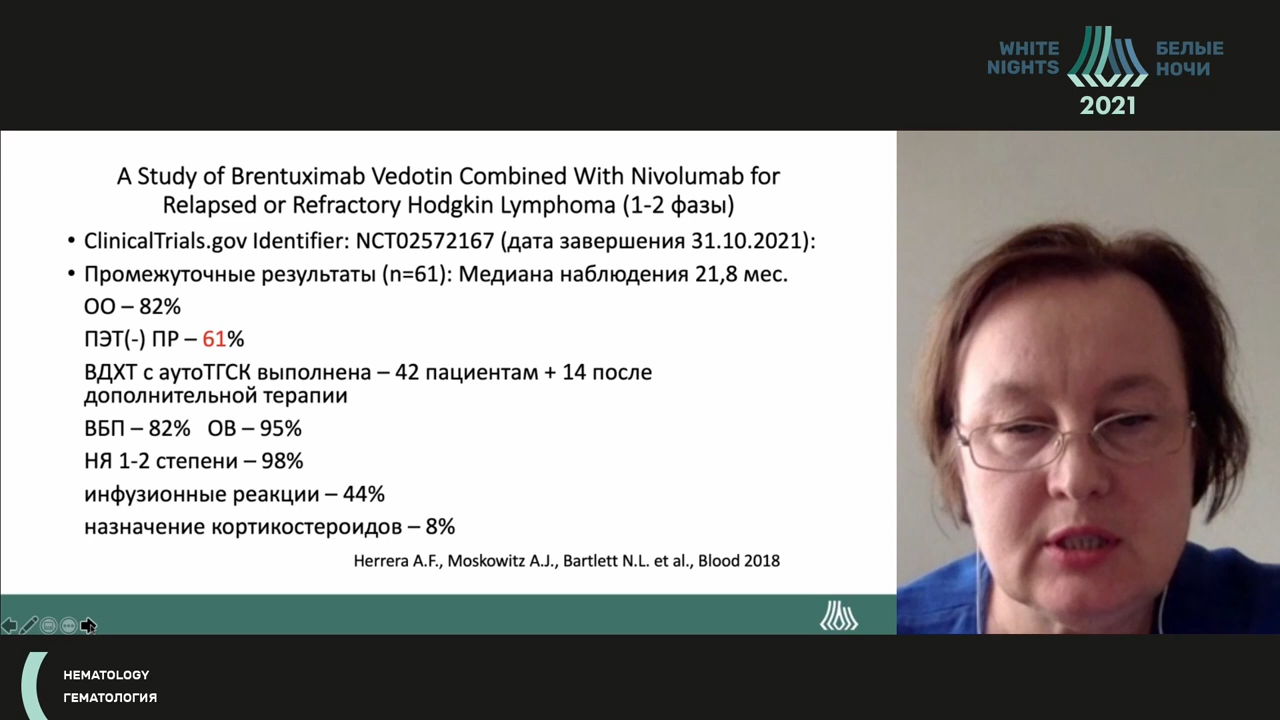 WHITE
NIGHTS
БЕЛЫЕ
НОЧИ
2021
A Study of Brentuximab Vedotin Combined With Nivolumab for
Relapsed or Refractory Hodgkin Lymphoma (1-2 фазы)
• ClinicalTrials.gov Identifier: NCT02572167 (дата завершения 31.10.2021):
• Промежуточные результаты (n=61): Медиана наблюдения 21,8 мес.
ОО – 82%
ПЭТ(-) ПР – 61%
ВДХТ с аутоТГСК выполнена – 42 пациентам + 14 после
дополнительной терапии
ВБП – 82% ОВ – 95%
НЯ 1-2 степени – 98%
инфузионные реакции – 44%
назначение кортикостероидов – 8%
Herrera A.F., Moskowitz A.J., Bartlett N.L. et al., Blood 2018
HEMATOLOGY
ГЕМАТОЛОГИЯ